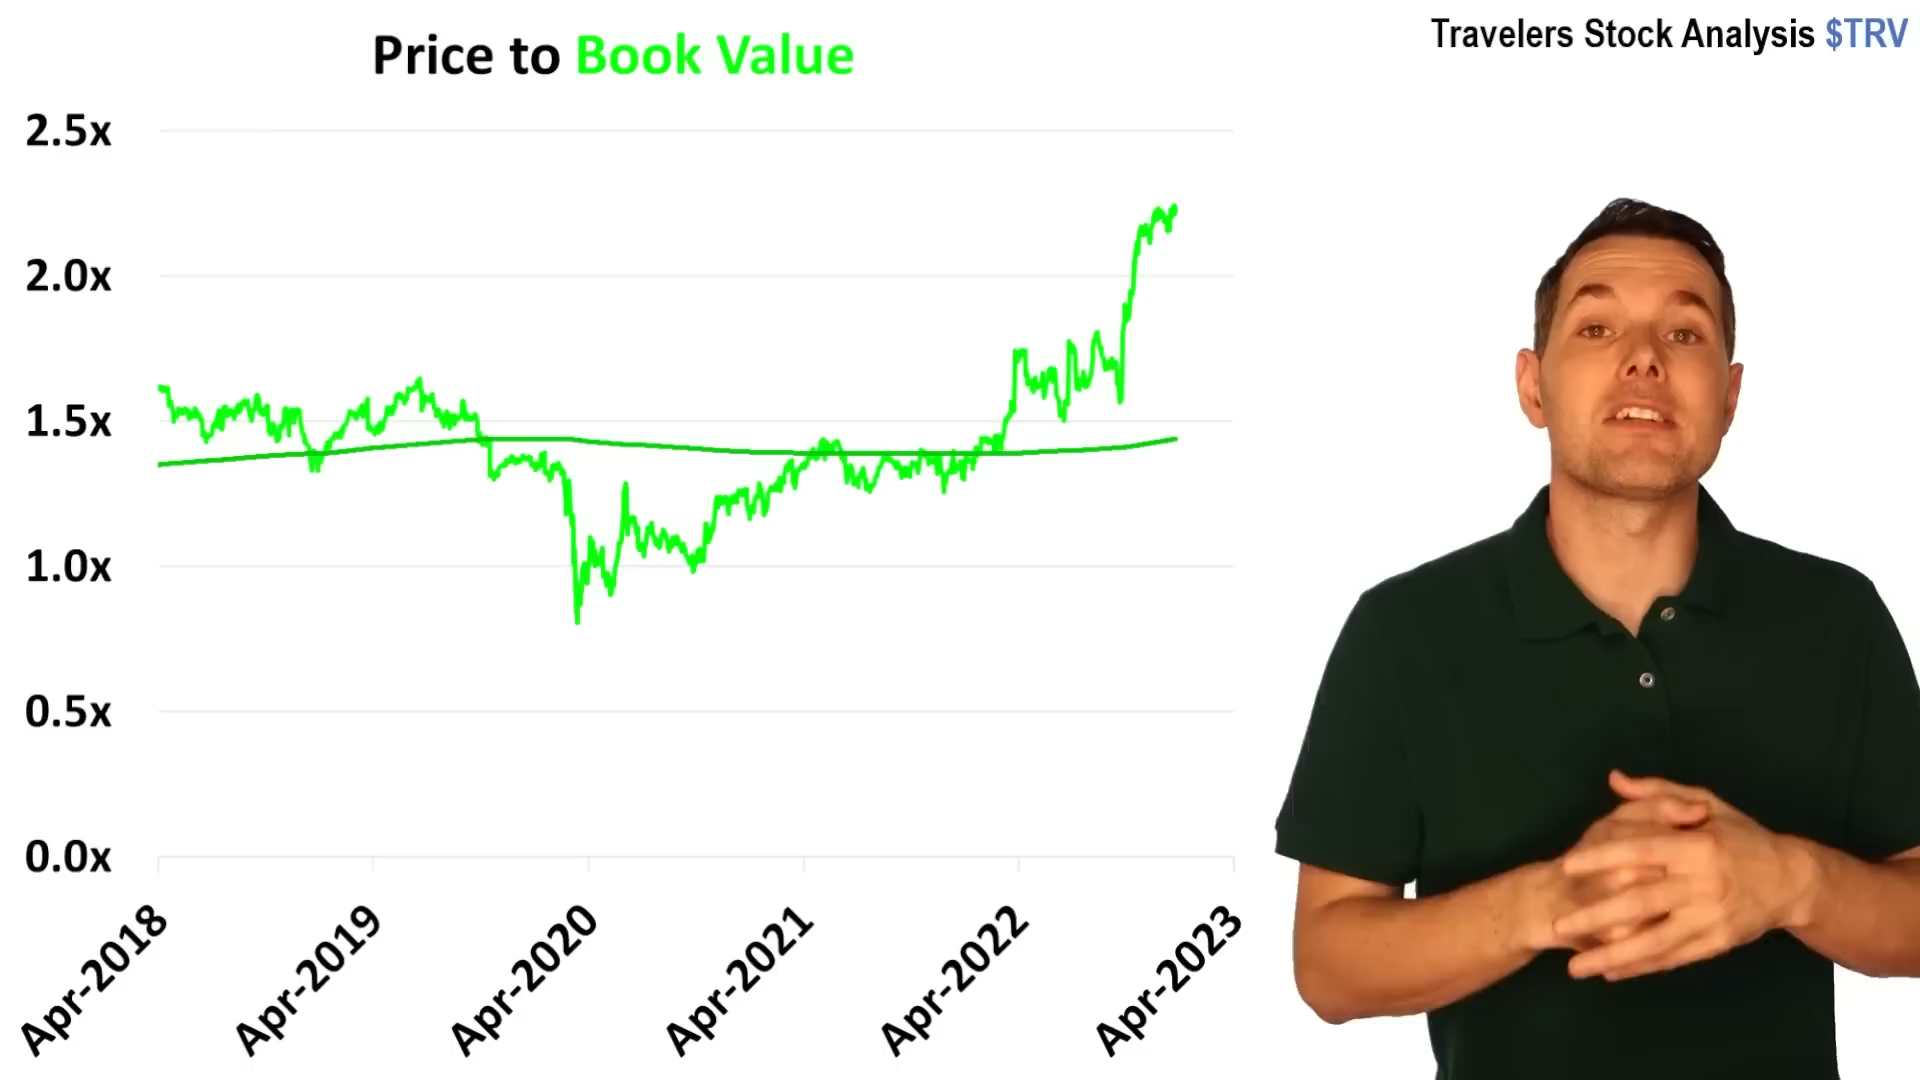 Price to Book Value
Travelers Stock Analysis $TRV
2.5x
2.0x
1.5x
1.0x
0.5x
0.0x
Apr-2018
Apr-2019
Apr-2020
Apr-2021
Apr-2022
Apr-2023